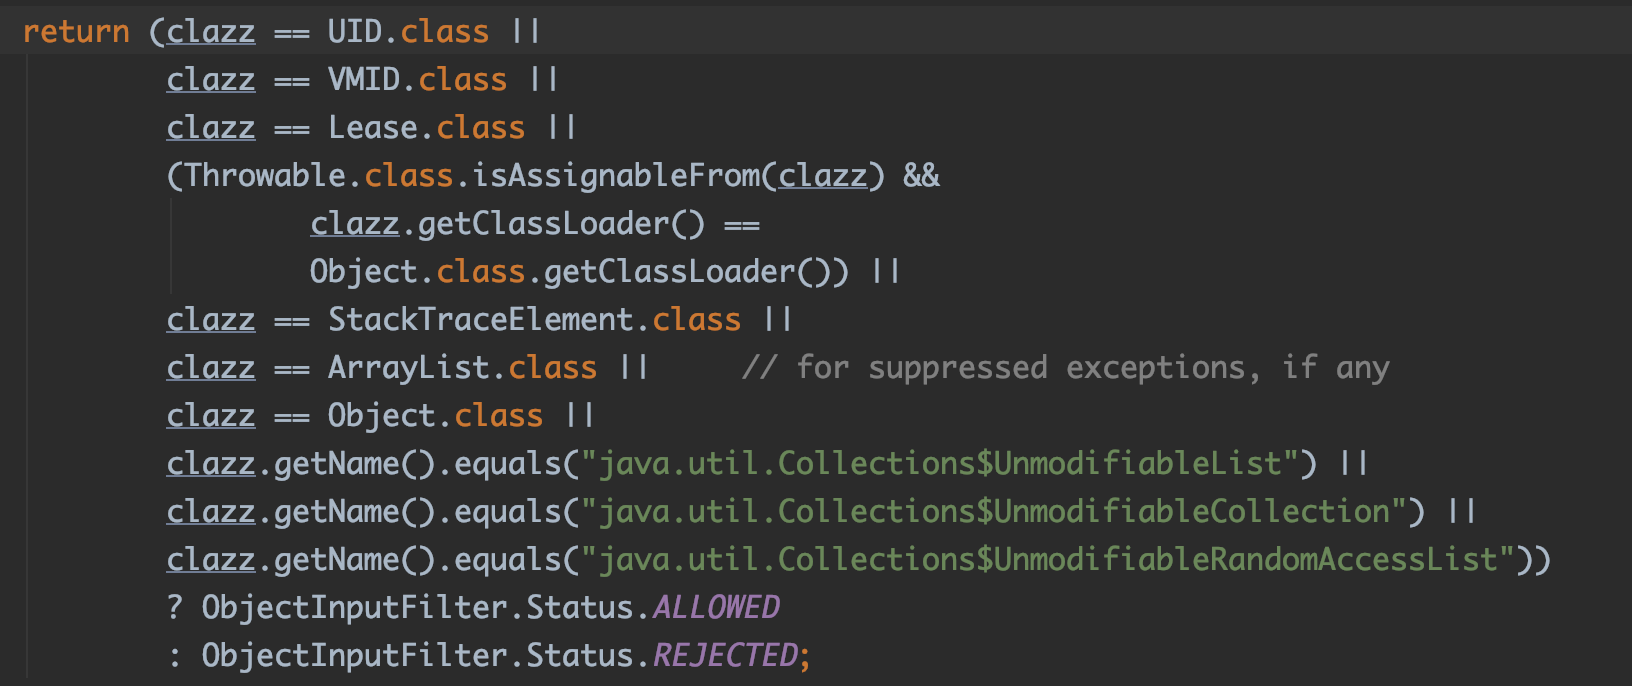 return (clazz == UID.class ||
clazz == VMID.class ||
clazz == Lease.class ||
(Throwable.class.isAssignableFrom(clazz) &&
clazz.getClassLoader() ==
Object.class.getClassLoader()) ||
clazz == StackTraceElement.class ||
clazz == ArrayList.class || // for suppressed exceptions, if any
clazz == Object.class ||
clazz.getName().equals("java.util.Collections$UnmodifiableList") ||
clazz.getName().equals("java.util.Collections$UnmodifiableCollection") ||
clazz.getName().equals("java.util.Collections$UnmodifiableRandomAccessList"))
? ObjectInputFilter.Status.ALLOWED
: ObjectInputFilter.Status.REJECTED;